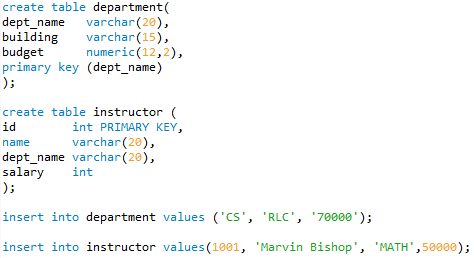 create table department(
dept_name   varchar(20),
building    varchar(15),
budget      numeric(12,2),
primary key (dept_name)
);
create table instructor (
id        int PRIMARY KEY,
name      varchar(20),
dept_name varchar(20),
salary    int
);
insert into department values ('CS', 'RLC', '70000');
insert into instructor values(1001, 'Marvin Bishop', 'MATH',50000);